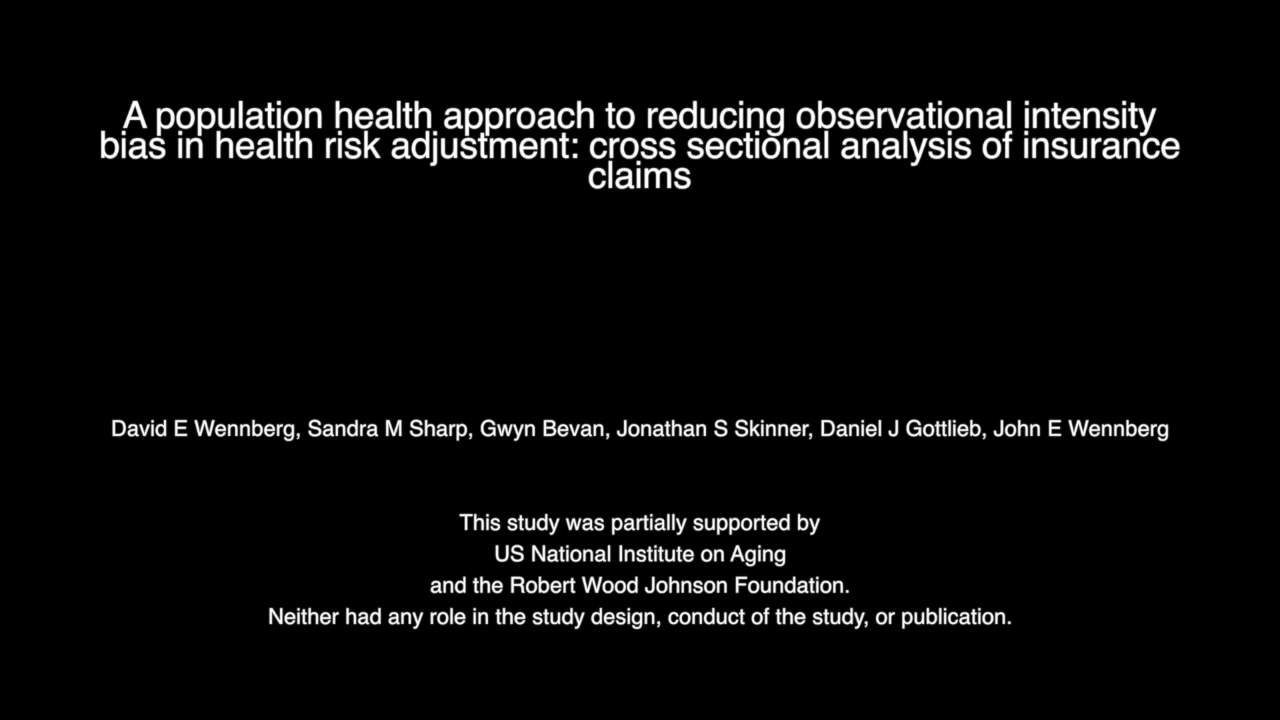 A population health approach to reducing observational intensity
bias in health risk adjustment: cross sectional analysis of insurance
claims
David E Wennberg, Sandra M Sharp, Gwyn Bevan, Jonathan S Skinner, Daniel J Gottlieb, John E Wennberg
This study was partially supported by
US National Institute on Aging
and the Robert Wood Johnson Foundation.
Neither had any role in the study design, conduct of the study, or publication.